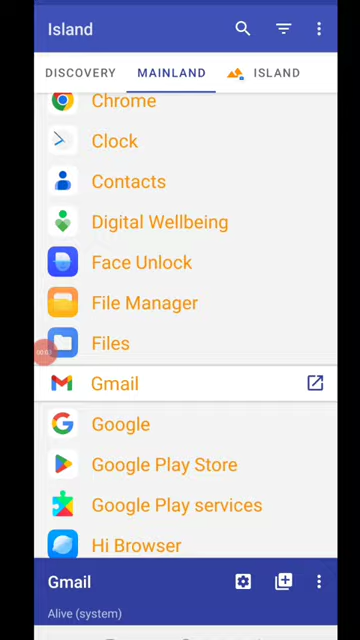 Island
DISCOVERY MAINLAND ISLAND
Chrome
Clock
Contacts
Digital Wellbeing
Face Unlock
File Manager
Files
Gmail
Google
Google Play Store
Google Play services
Hi Browser
Gmail
Alive (system)